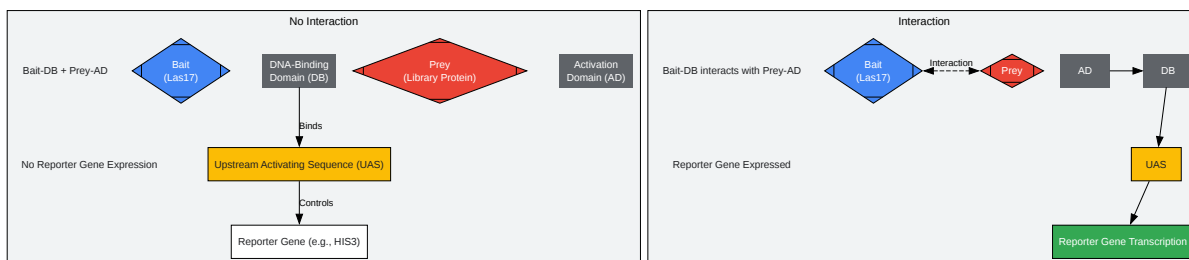 No Interaction
Bait-DB + Prey-AD
Bait
(Las17)
DNA-Binding
Domain (DB)
Prey
(Library Protein)
Activation
Domain (AD)
Binds
No Reporter Gene Expression
Upstream Activating Sequence (UAS)
Controls
Reporter Gene (e.g., HIS3)
Interaction
Bait-DB interacts with Prey-AD
Bait
(Las17)
Interaction
Prey
AD
DB
Reporter Gene Expressed
UAS
Reporter Gene Transcription